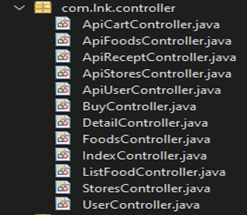 com.lnk.controller
ApiCartController.java
ApiFoodsController.java
ApiReceptController.java
ApiStoresController.java
ApiUserController.java
BuyController.java
DetailController.java
FoodsController.java
IndexController.java
ListFoodController.java
StoresController.java
UserController.java